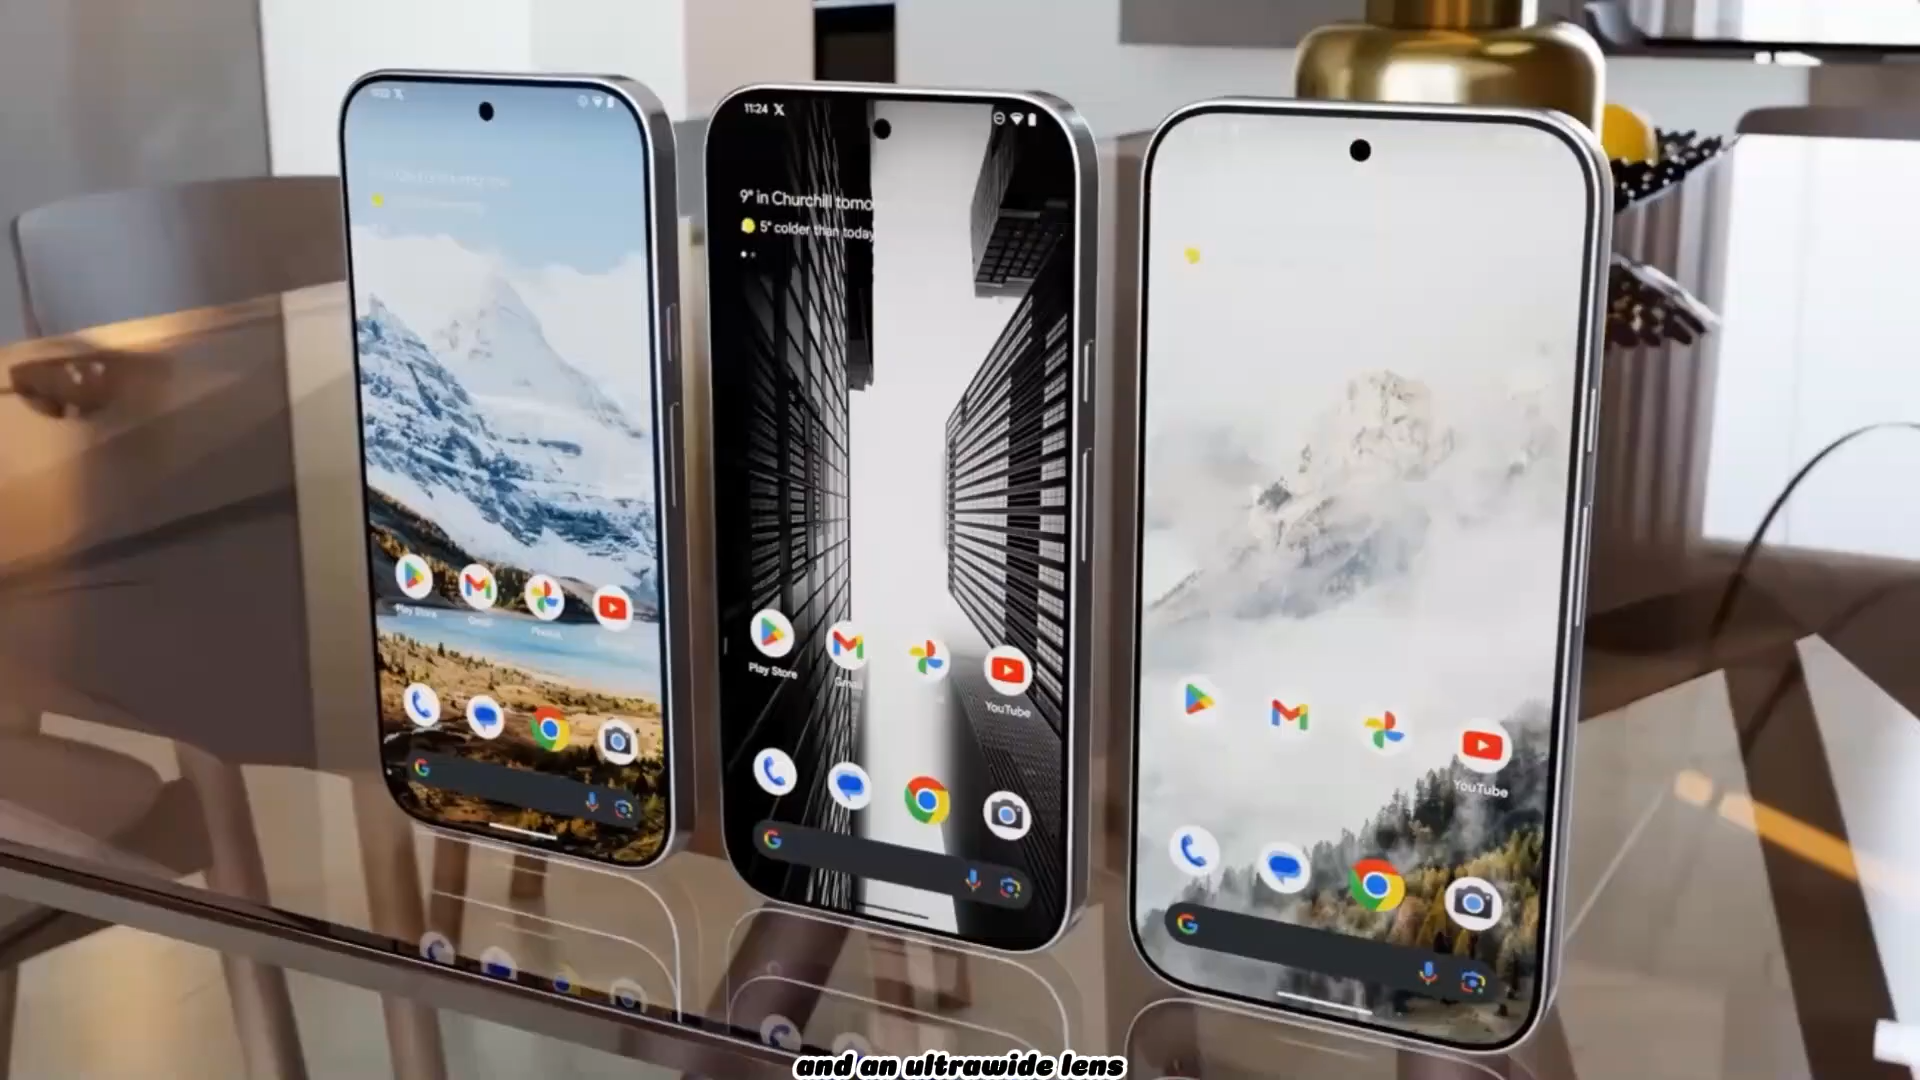 11:24
9° in Churchill tomo
5° colder than today
Play Store
Gmail
YouTube
Play Store
Gmail
YouTube
and an ultrawide lens